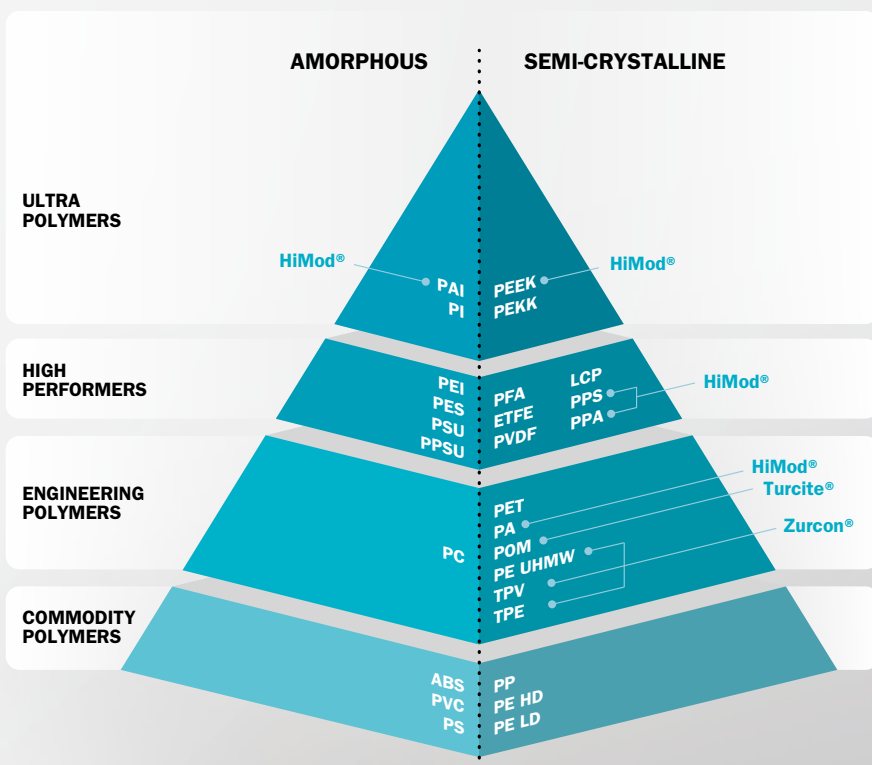 AMORPHOUS
SEMI-CRYSTALLINE
ULTRA
POLYMERS
HiMod®
PAI
PI
PEEK
PEKK
HiMod®
HIGH
PERFORMERS
PEI
PES
PSU
PPSU
PFA
ETFE
PVDF
LCP
PPS
PPA
HiMod®
ENGINEERING
POLYMERS
PC
PET
PA
POM
PE UHMW
TPV
TPE
HiMod®
Turcite®
Zurcon®
COMMODITY
POLYMERS
ABS
PVC
PS
PP
PE HD
PE LD